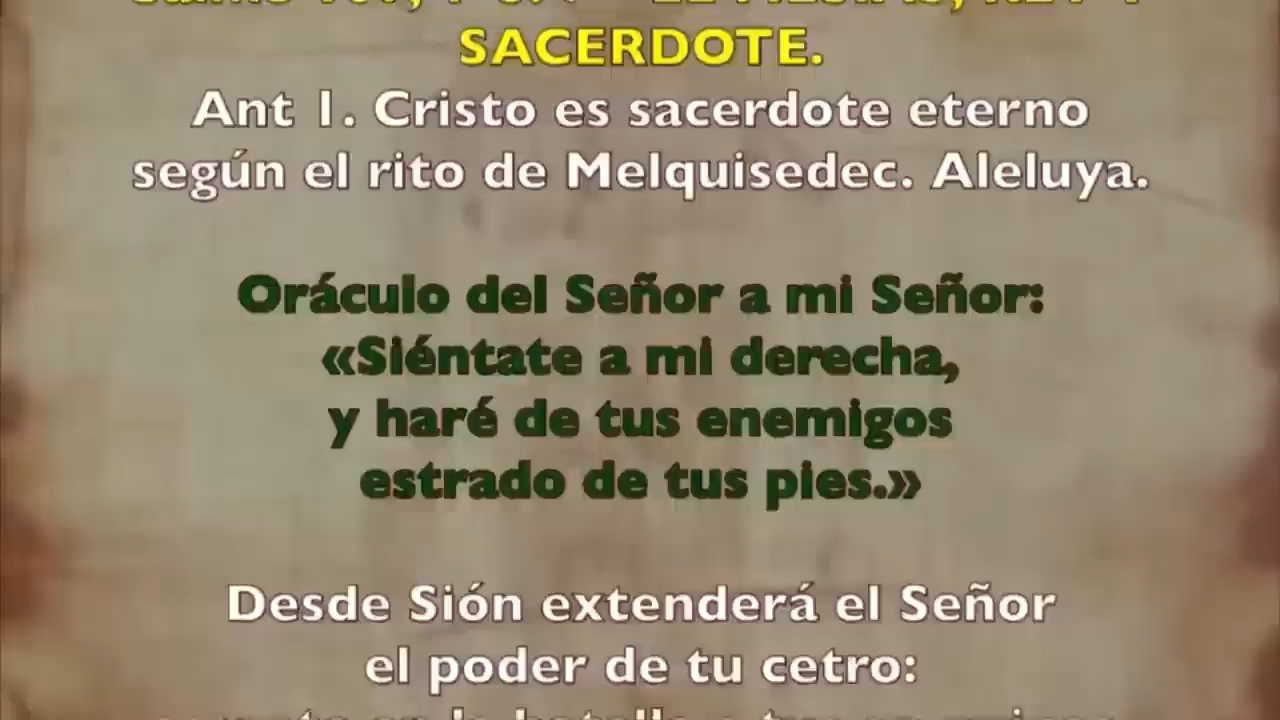 SACERDOTE.
Ant 1. Cristo es sacerdote eterno
según el rito de Melquisedec. Aleluya.
Oráculo del Señor a mi Señor:
«Siéntate a mi derecha,
y haré de tus enemigos
estrado de tus pies.»
Desde Sión extenderá el Señor
el poder de tu cetro: